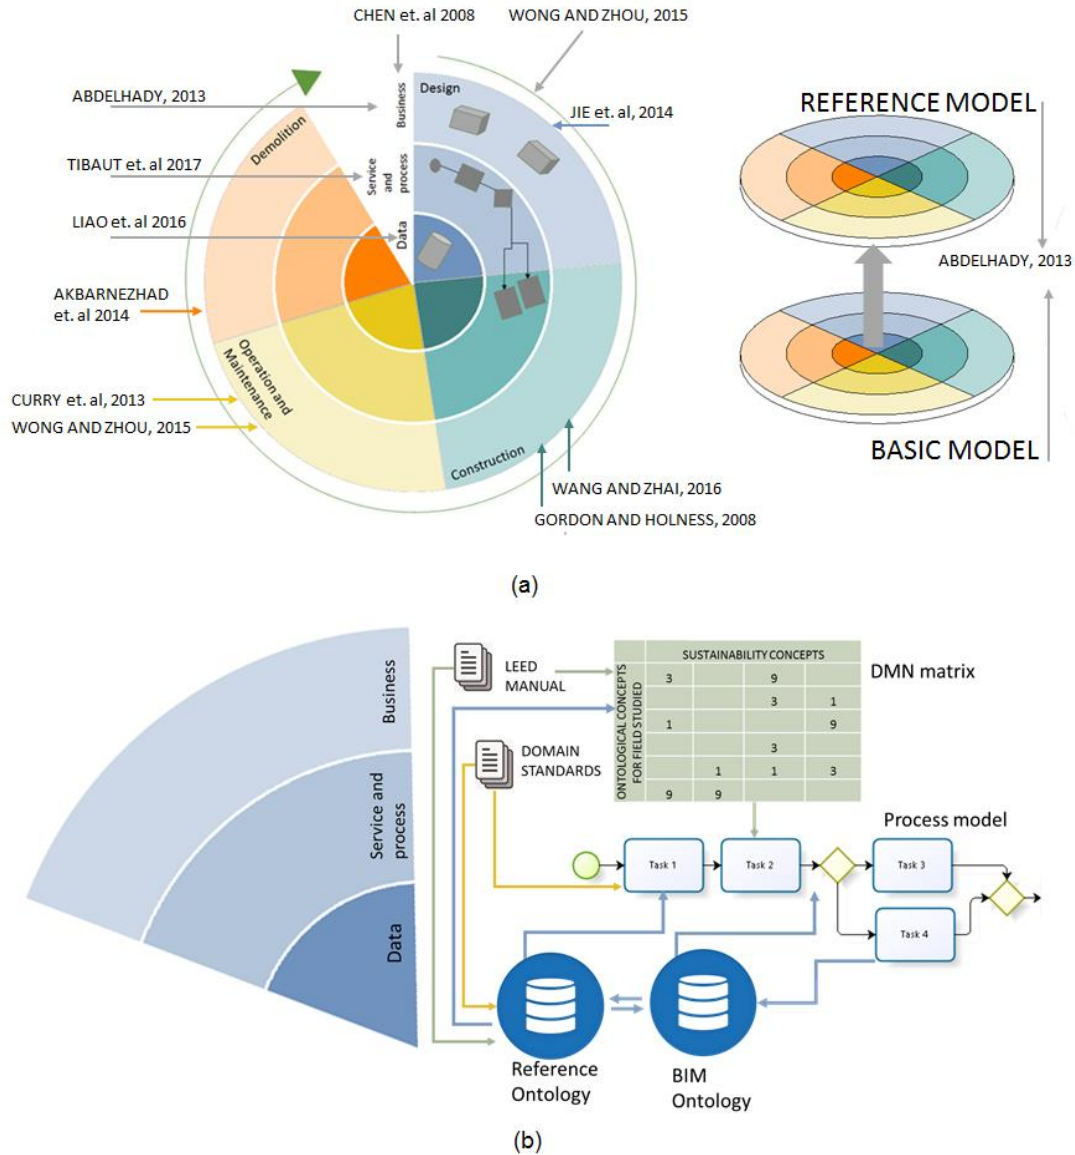 CHEN et. al 2008
WONG AND ZHOU, 2015
ABDELHADY, 2013
Business
Design
JIE et. al, 2014
REFERENCE MODEL
Demolition
TIBAUT et. al 2017
Service
and
process
LIAO et. al 2016
Data
ABDELHADY, 2013
AKBARNEZHAD
et. al 2014
Operation and
Maintenance
CURRY et. al, 2013
WONG AND ZHOU, 2015
BASIC MODEL
Construction
WANG AND ZHAI, 2016
GORDON AND HOLNESS, 2008
(a)
Business
Service and
process
Data
LEED
MANUAL
DOMAIN
STANDARDS
ONTOLOGICAL CONCEPTS
FOR FIELD STUDIED
SUSTAINABILITY CONCEPTS
3 9
3 1
1 9
3
1 1 3
9 9
DMN matrix
Process model
Task 1
Task 2
Task 3
Task 4
Reference
Ontology
BIM
Ontology
(b)